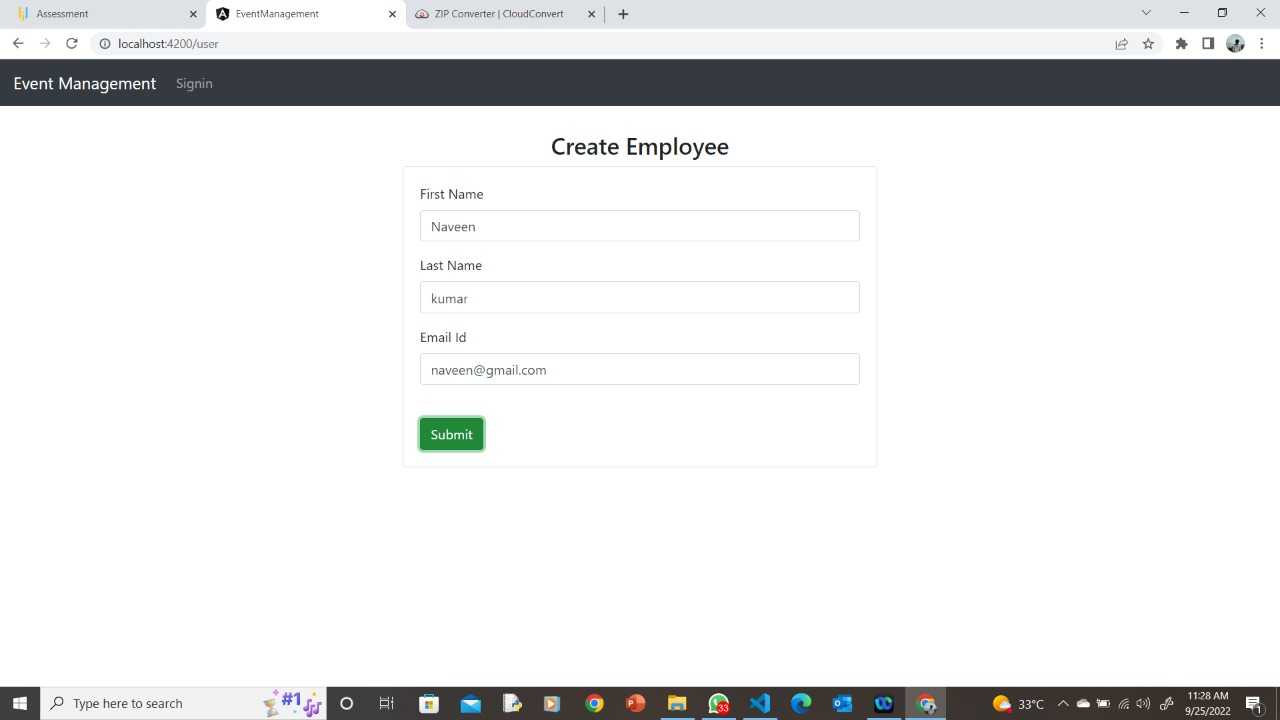 Assessment
EventManagement
ZIP Converter | CloudConvert
localhost:4200/user
Event Management Signin
Create Employee
First Name
Naveen
Last Name
kumar
Email Id
naveen@gmail.com
Submit
Type here to search
#1
33
33°C
11:28 AM
9/25/2022
1